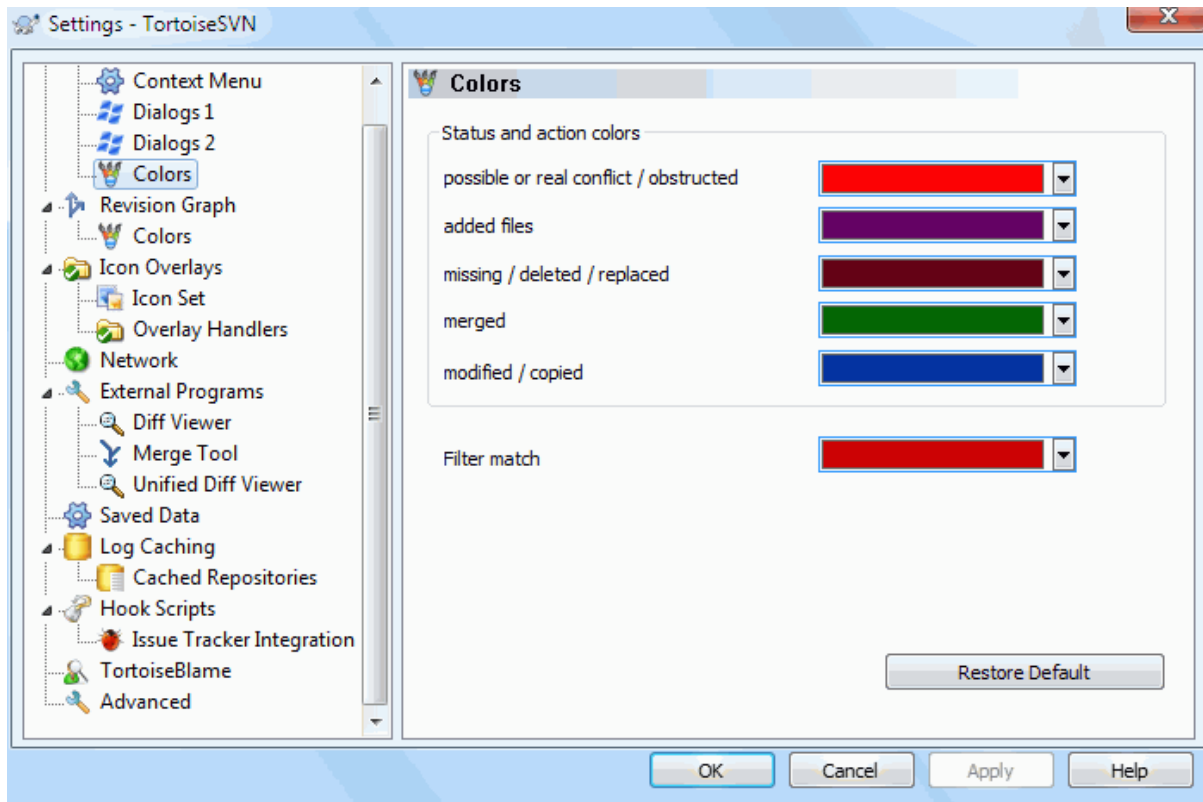 Settings - TortoiseSVN
Context Menu
Dialogs 1
Dialogs 2
Colors
Revision Graph
Colors
Icon Overlays
Icon Set
Overlay Handlers
Network
External Programs
Diff Viewer
Merge Tool
Unified Diff Viewer
Saved Data
Log Caching
Cached Repositories
Hook Scripts
Issue Tracker Integration
TortoiseBlame
Advanced
Colors
Status and action colors
possible or real conflict / obstructed
added files
missing / deleted / replaced
merged
modified / copied
Filter match
Restore Default
OK
Cancel
Apply
Help